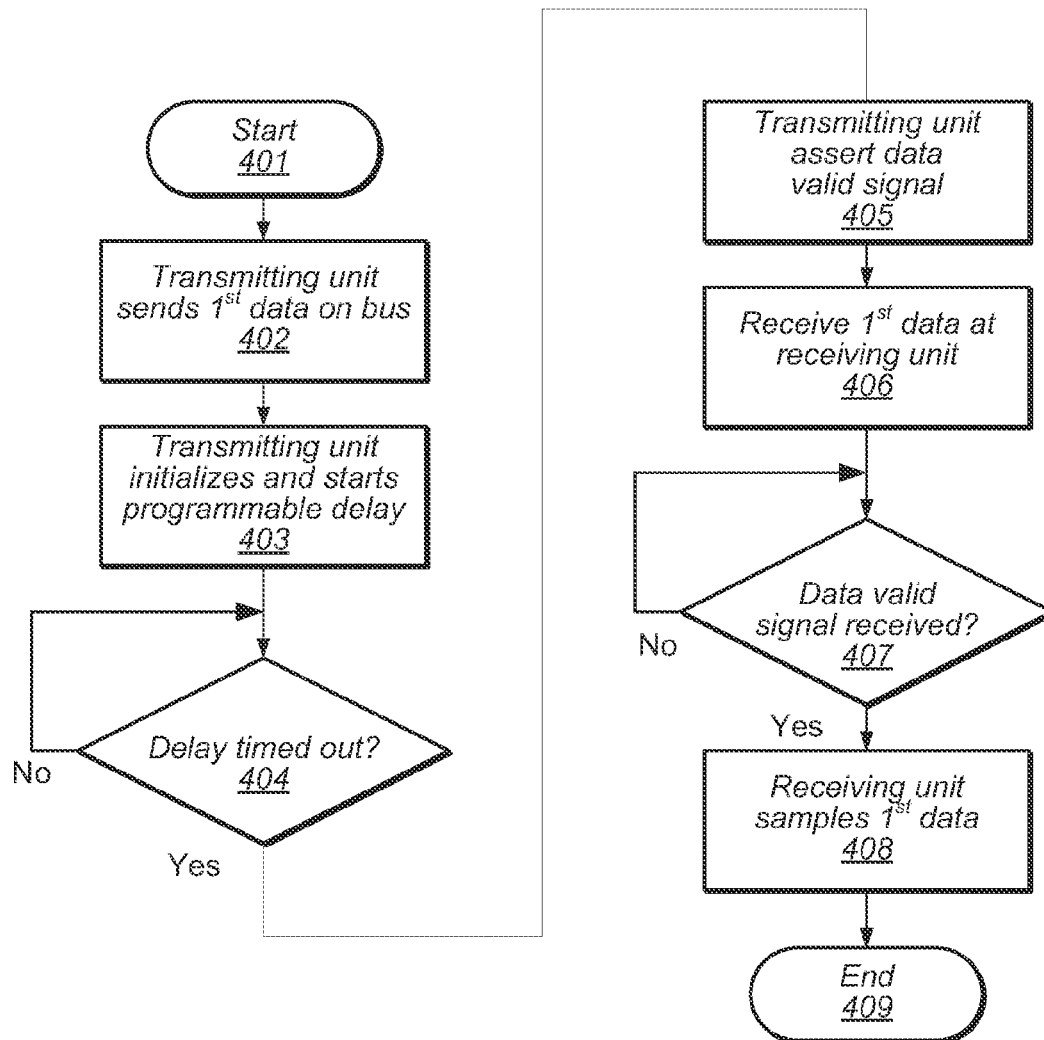 Start
401
Transmitting unit
sends 1st data on bus
402
Transmitting unit
initializes and starts
programmable delay
403
Delay timed out?
404
No
Yes
Transmitting unit
assert data
valid signal
405
Receive 1st data at
receiving unit
406
Data valid
signal received?
407
No
Yes
Receiving unit
samples 1st data
408
End
409